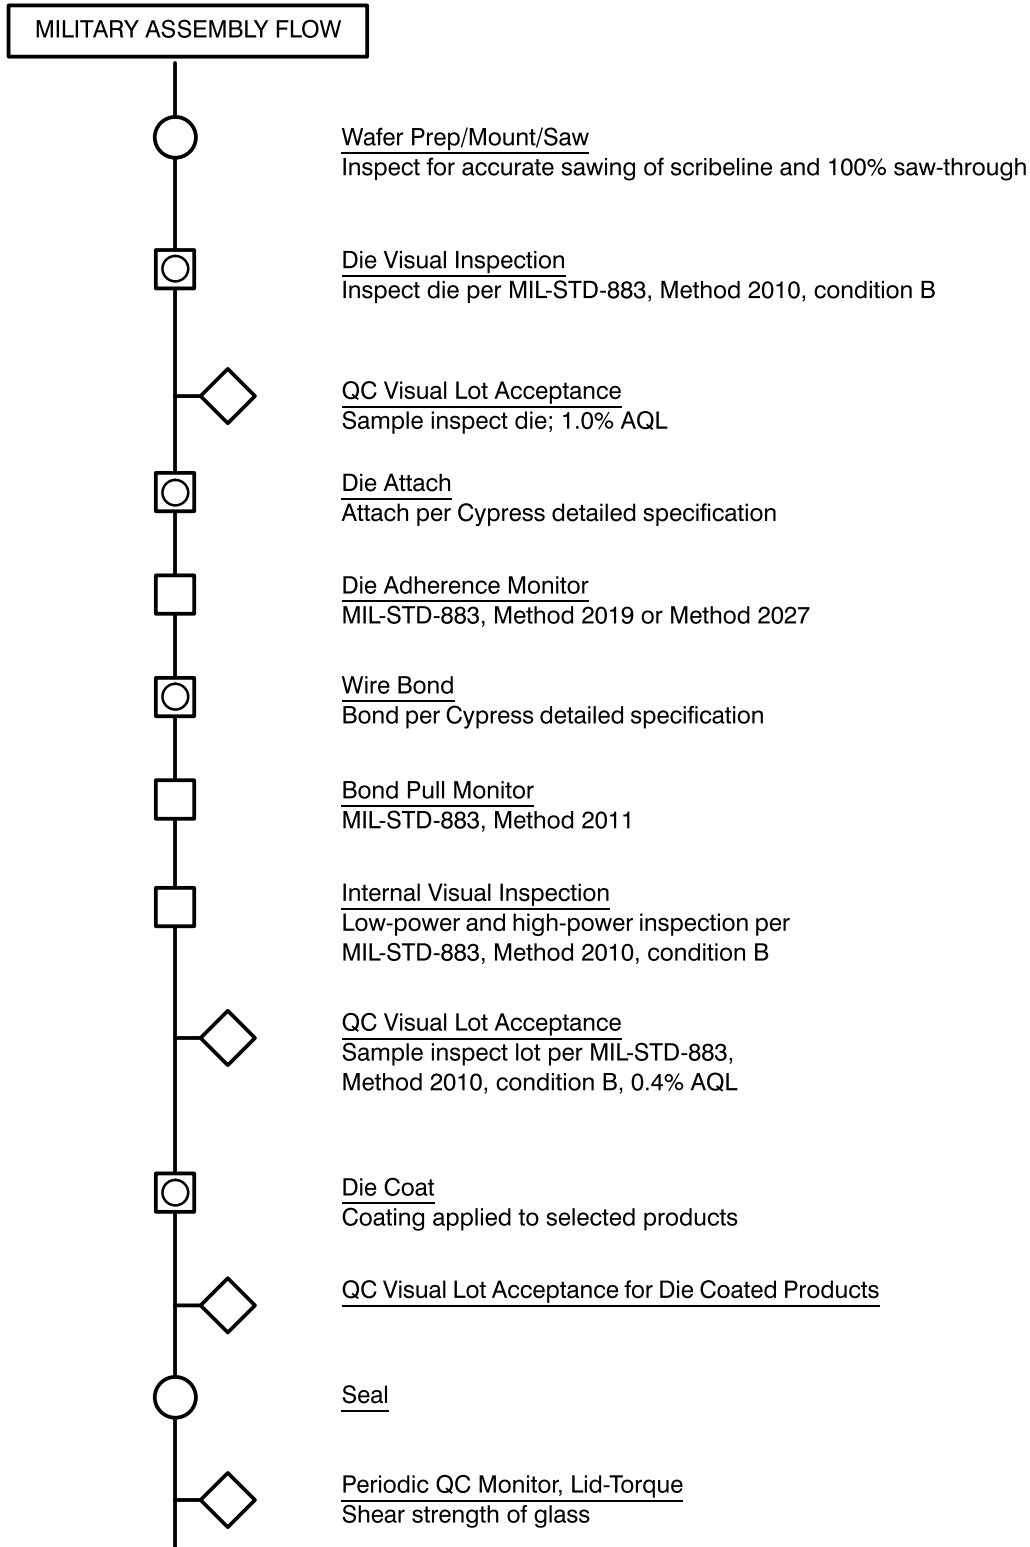 MILITARY ASSEMBLY FLOW
Wafer Prep/Mount/Saw
Inspect for accurate sawing of scribeline and 100% saw-through
Die Visual Inspection
Inspect die per MIL-STD-883, Method 2010, condition B
QC Visual Lot Acceptance
Sample inspect die; 1.0% AQL
Die Attach
Attach per Cypress detailed specification
Die Adherence Monitor
MIL-STD-883, Method 2019 or Method 2027
Wire Bond
Bond per Cypress detailed specification
Bond Pull Monitor
MIL-STD-883, Method 2011
Internal Visual Inspection
Low-power and high-power inspection per
MIL-STD-883, Method 2010, condition B
QC Visual Lot Acceptance
Sample inspect lot per MIL-STD-883,
Method 2010, condition B, 0.4% AQL
Die Coat
Coating applied to selected products
QC Visual Lot Acceptance for Die Coated Products
Seal
Periodic QC Monitor, Lid-Torque
Shear strength of glass